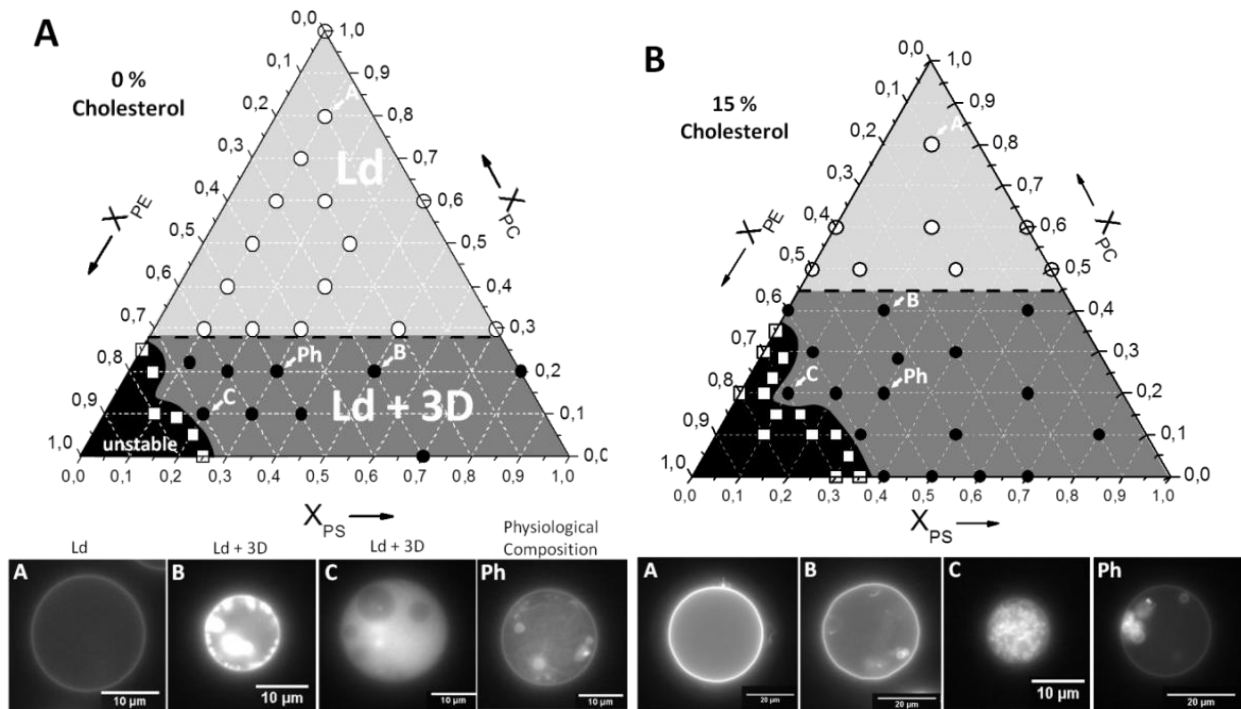 A
0 %
Cholesterol
0,0
0,1
0,2
0,3
0,4
0,5
0,6
0,7
0,8
0,9
1,0
1,0
0,9
0,8
0,7
0,6
0,5
0,4
0,3
0,2
0,1
0,0
X PE
X PC
A
Ld
Ph
B
C
Ld + 3D
unstable
0,0 0,1 0,2 0,3 0,4 0,5 0,6 0,7 0,8 0,9 1,0
X PS
B
15 %
Cholesterol
0,0
0,1
0,2
0,3
0,4
0,5
0,6
0,7
0,8
0,9
1,0
1,0
0,9
0,8
0,7
0,6
0,5
0,4
0,3
0,2
0,1
0,0
X PE
X PC
A
B
C
Ph
0,0 0,1 0,2 0,3 0,4 0,5 0,6 0,7 0,8 0,9 1,0
X PS
Ld
Ld + 3D
Ld + 3D
Physiological
Composition
A
10 µm
B
10 µm
C
10 µm
Ph
10 µm
A
20 µm
B
20 µm
C
10 µm
Ph
20 µm